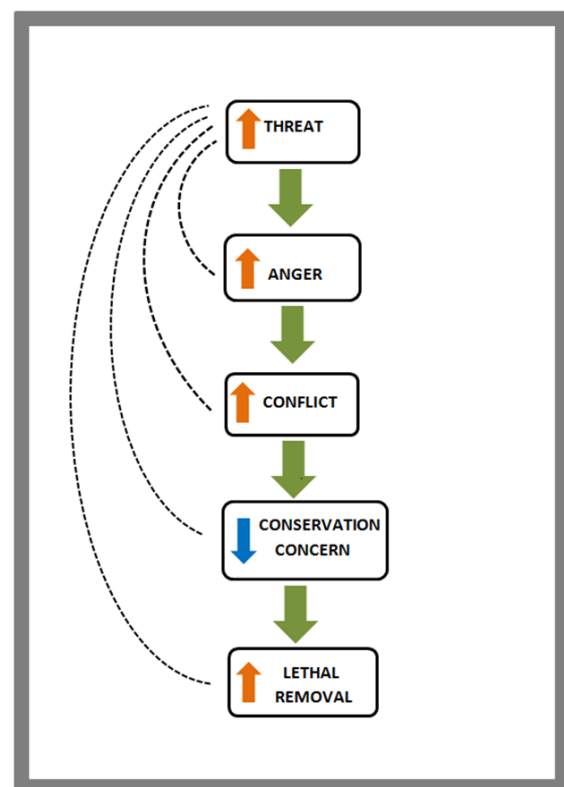 THREAT
ANGER
CONFLICT
CONSERVATION
CONCERN
LETHAL
REMOVAL